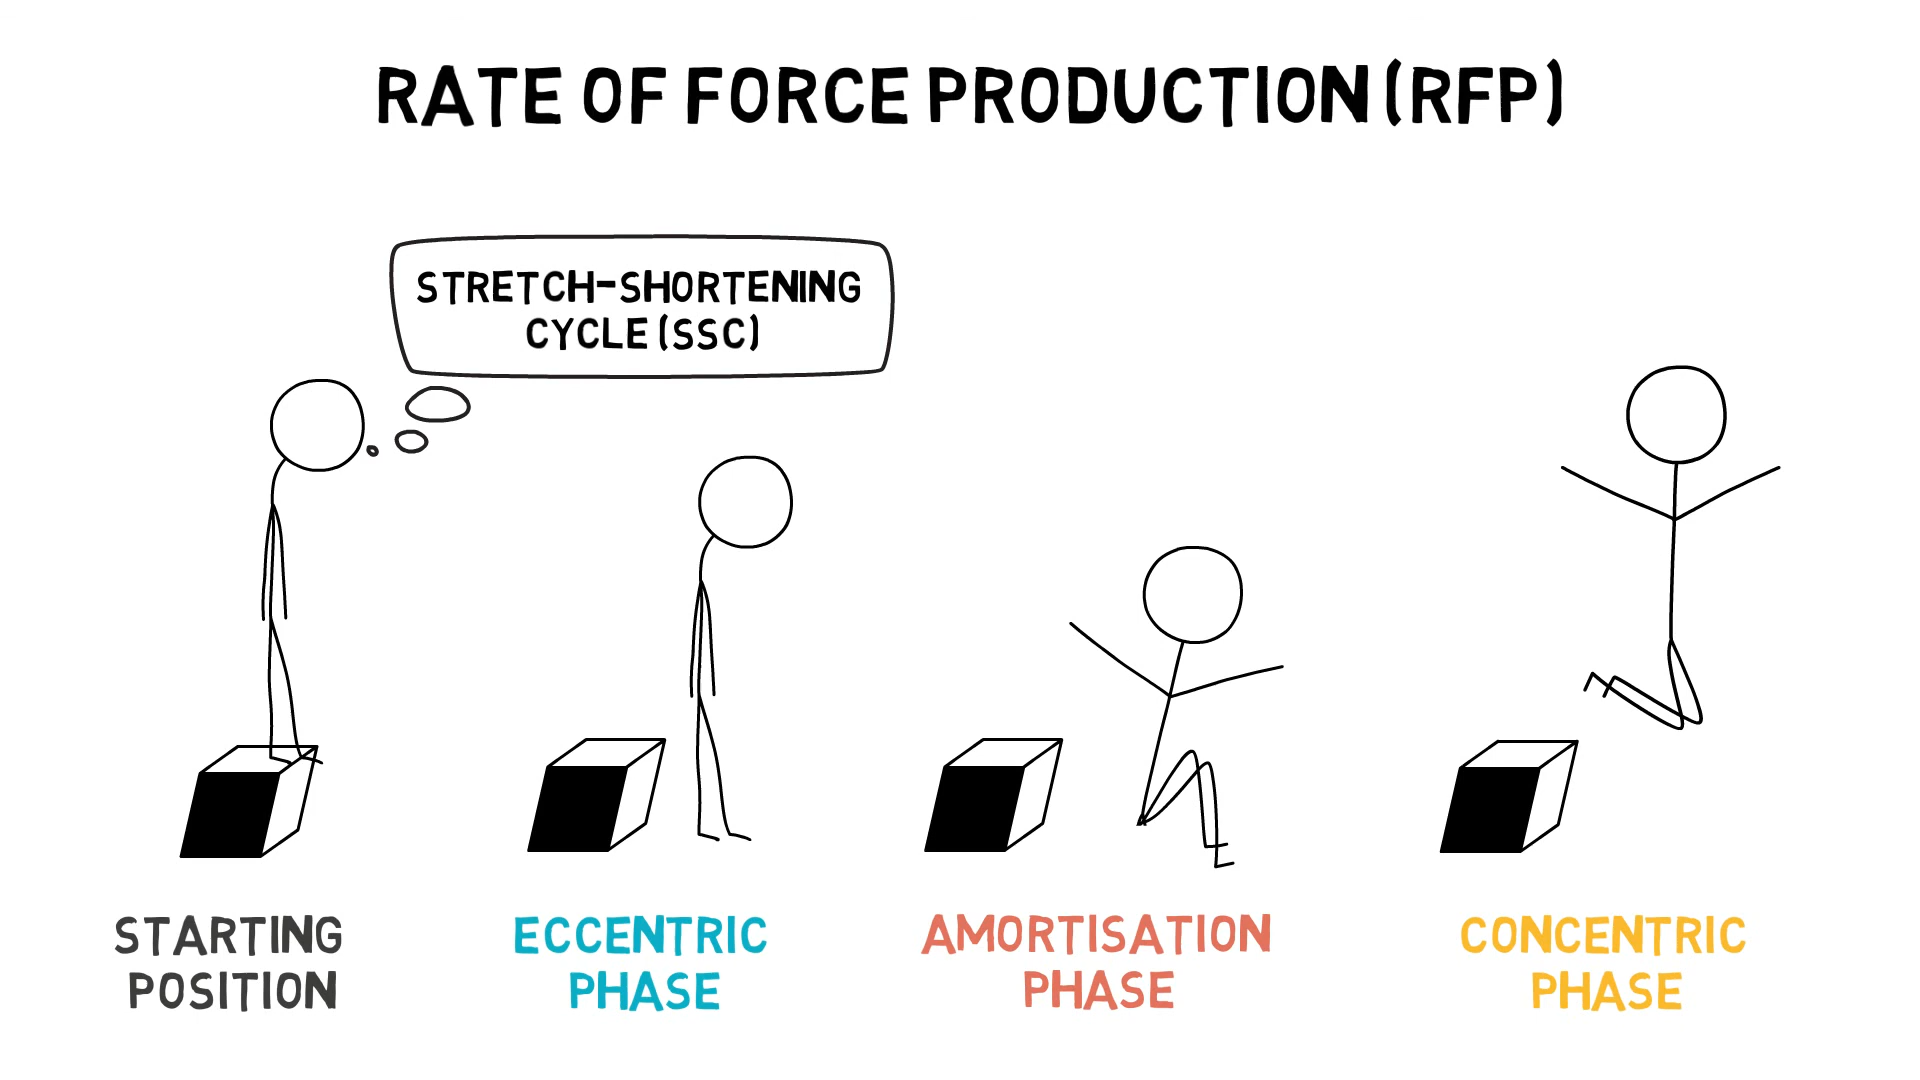 RATE OF FORCE PRODUCTION (RFP)
STRETCH-SHORTENING
CYCLE (SSC)
STARTING
POSITION
ECCENTRIC
PHASE
AMORTISATION
PHASE
CONCENTRIC
PHASE